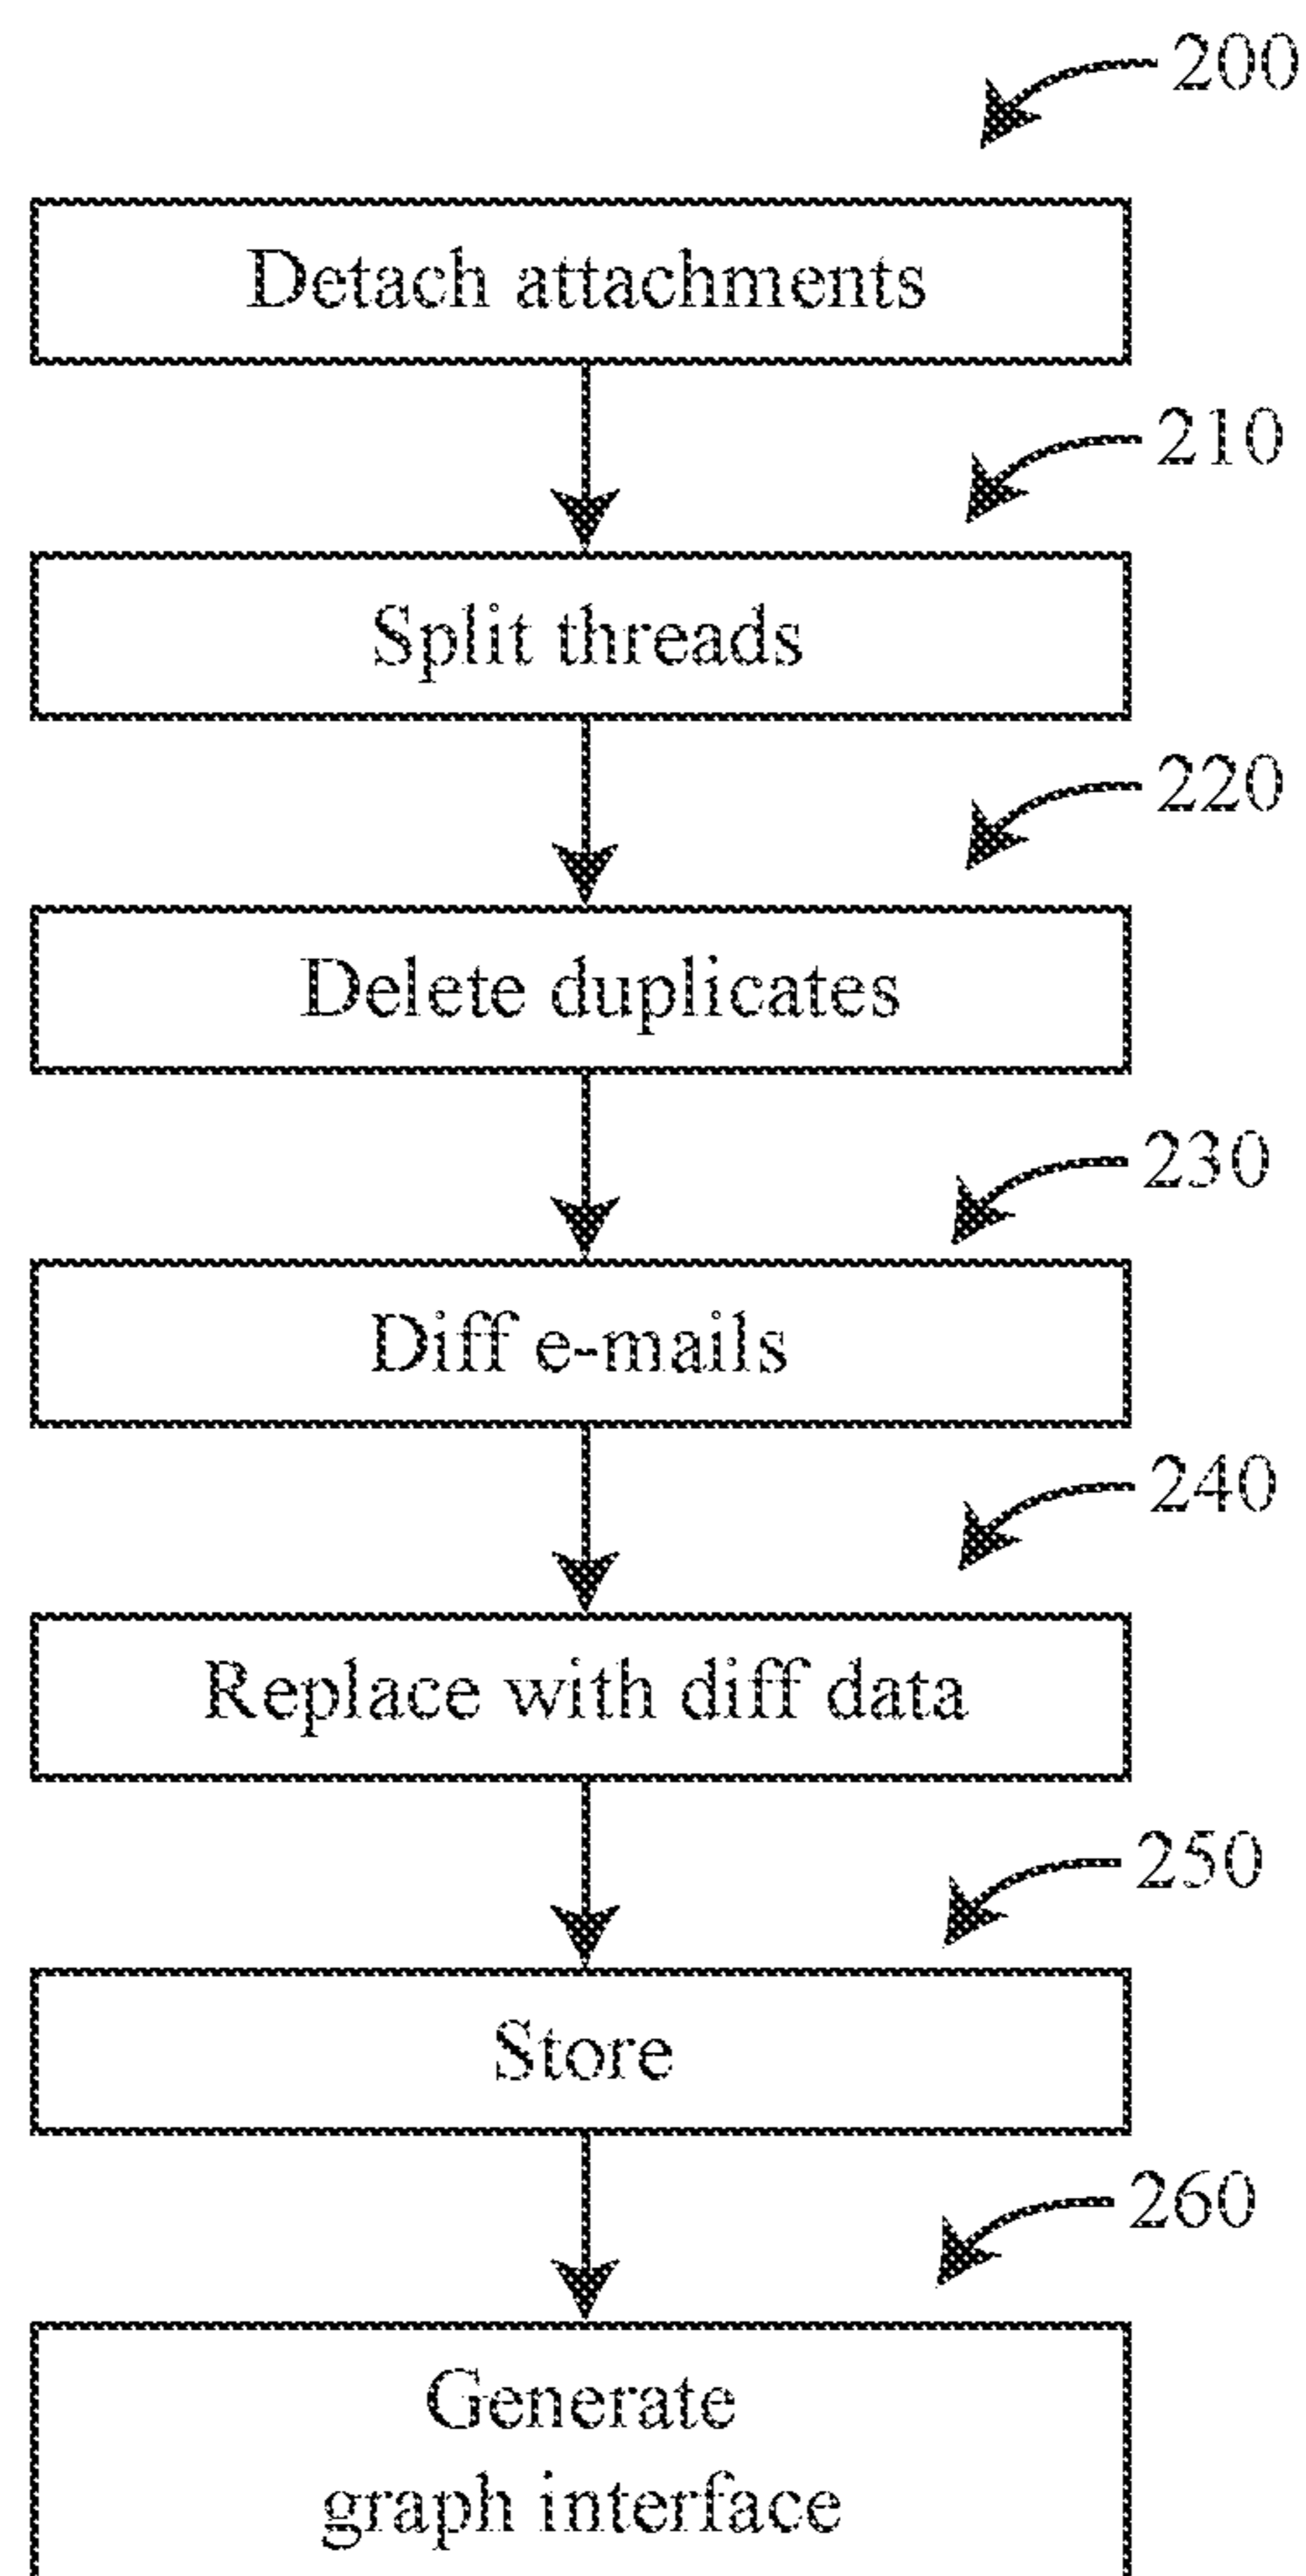 200
Detach attachments
210
Split threads
220
Delete duplicates
230
Diff e-mails
240
Replace with diff data
250
Store
260
Generate
graph interface